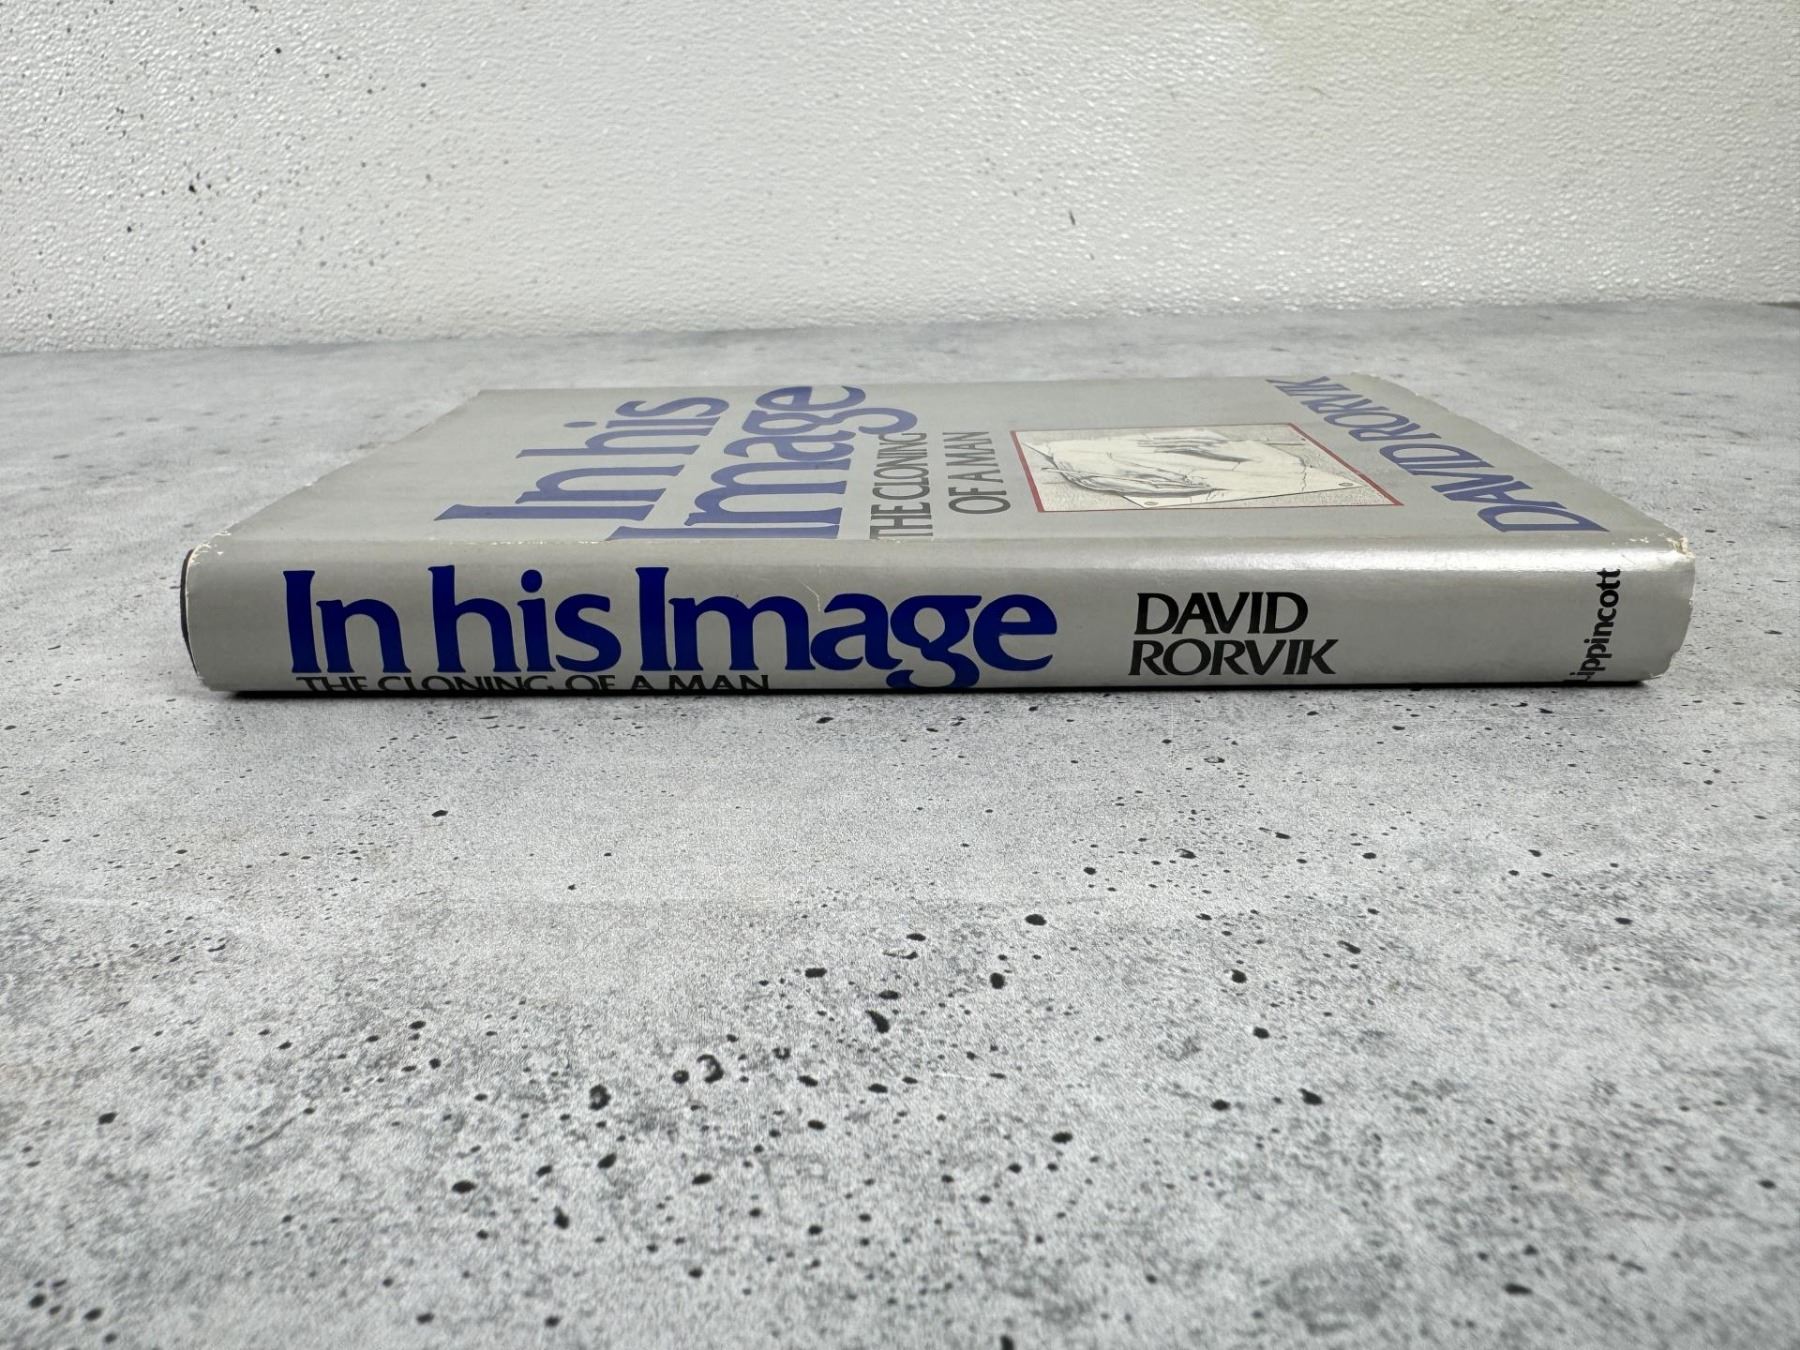 In his
Image
THE CLONING
OF A MAN
DAVID RORVIK
In his Image
THE CLONING OF A MAN
DAVID
RORVIK
Lippincott